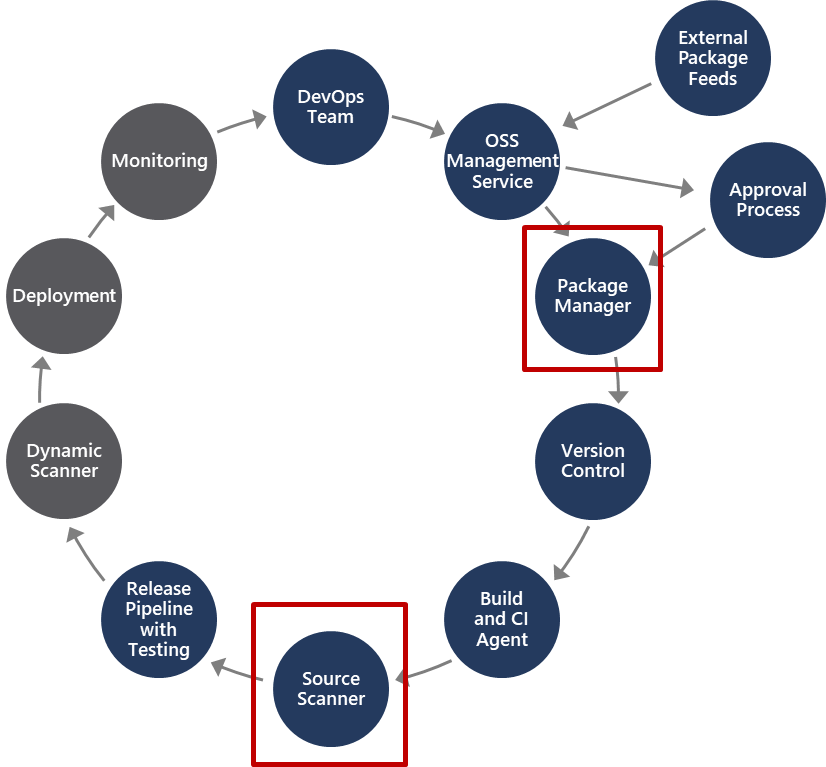 External
Package
Feeds
DevOps
Team
OSS
Management
Service
Monitoring
Approval
Process
Package
Manager
Deployment
Version
Control
Dynamic
Scanner
Build
and CI
Agent
Release
Pipeline
with
Testing
Source
Scanner